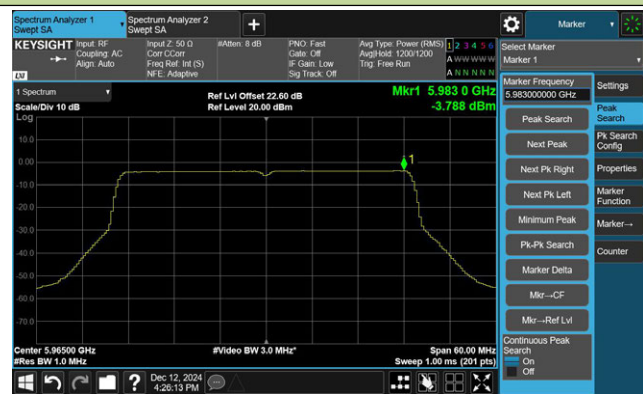 Spectrum Analyzer 1
Swept SA
Spectrum Analyzer 2
Swept SA
+
Marker
KEYSIGHT
Input: RF
Coupling: AC
Align: Auto
Input Z: 50 Ω
Corr CCorr
Freq Ref: Int (S)
NFE: Adaptive
#Atten: 8 dB
PNO: Fast
Gate: Off
IF Gain: Low
Sig Track: Off
Avg Type: Power (RMS)
Avg|Hold: 1200/1200
Trig: Free Run
1 2 3 4 5 6
A W W W W W
A N N N N N
LXI
Select Marker
Marker 1
1 Spectrum
Scale/Div 10 dB
Ref Lvl Offset 22.60 dB
Ref Level 20.00 dBm
Mkr1 5.983 0 GHz
-3.788 dBm
Log
10.0
0.00
-10.0
-20.0
-30.0
-40.0
-50.0
-60.0
-70.0
1
Center 5.96500 GHz
#Res BW 1.0 MHz
#Video BW 3.0 MHz*
Span 60.00 MHz
Sweep 1.00 ms (201 pts)
Marker Frequency
5.983000000 GHz
Peak Search
Next Peak
Next Pk Right
Next Pk Left
Minimum Peak
Pk-Pk Search
Marker Delta
Mkr→CF
Mkr→Ref Lvl
Continuous Peak
Search
On
Off
Settings
Peak
Search
Pk Search
Config
Properties
Marker
Function
Marker→
Counter
?
Dec 12, 2024
4:26:13 PM